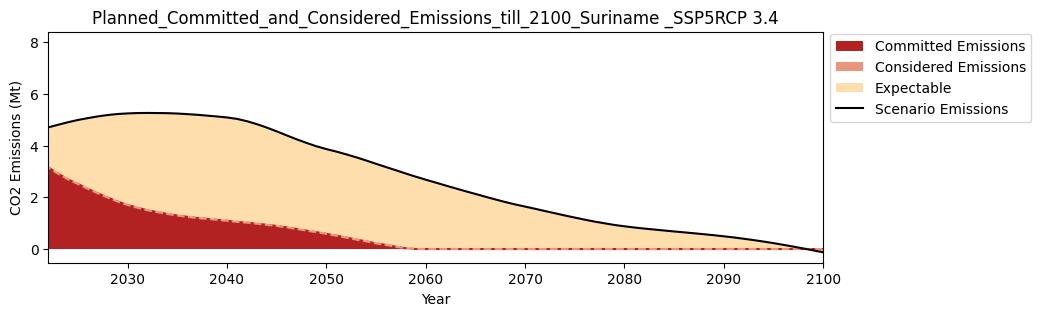 Planned_Committed_and_Considered_Emissions_till_2100_Suriname _SSP5RCP 3.4
8
6
4
2
0
CO2 Emissions (Mt)
2030
2040
2050
2060
2070
2080
2090
2100
Year
Committed Emissions
Considered Emissions
Expectable
Scenario Emissions